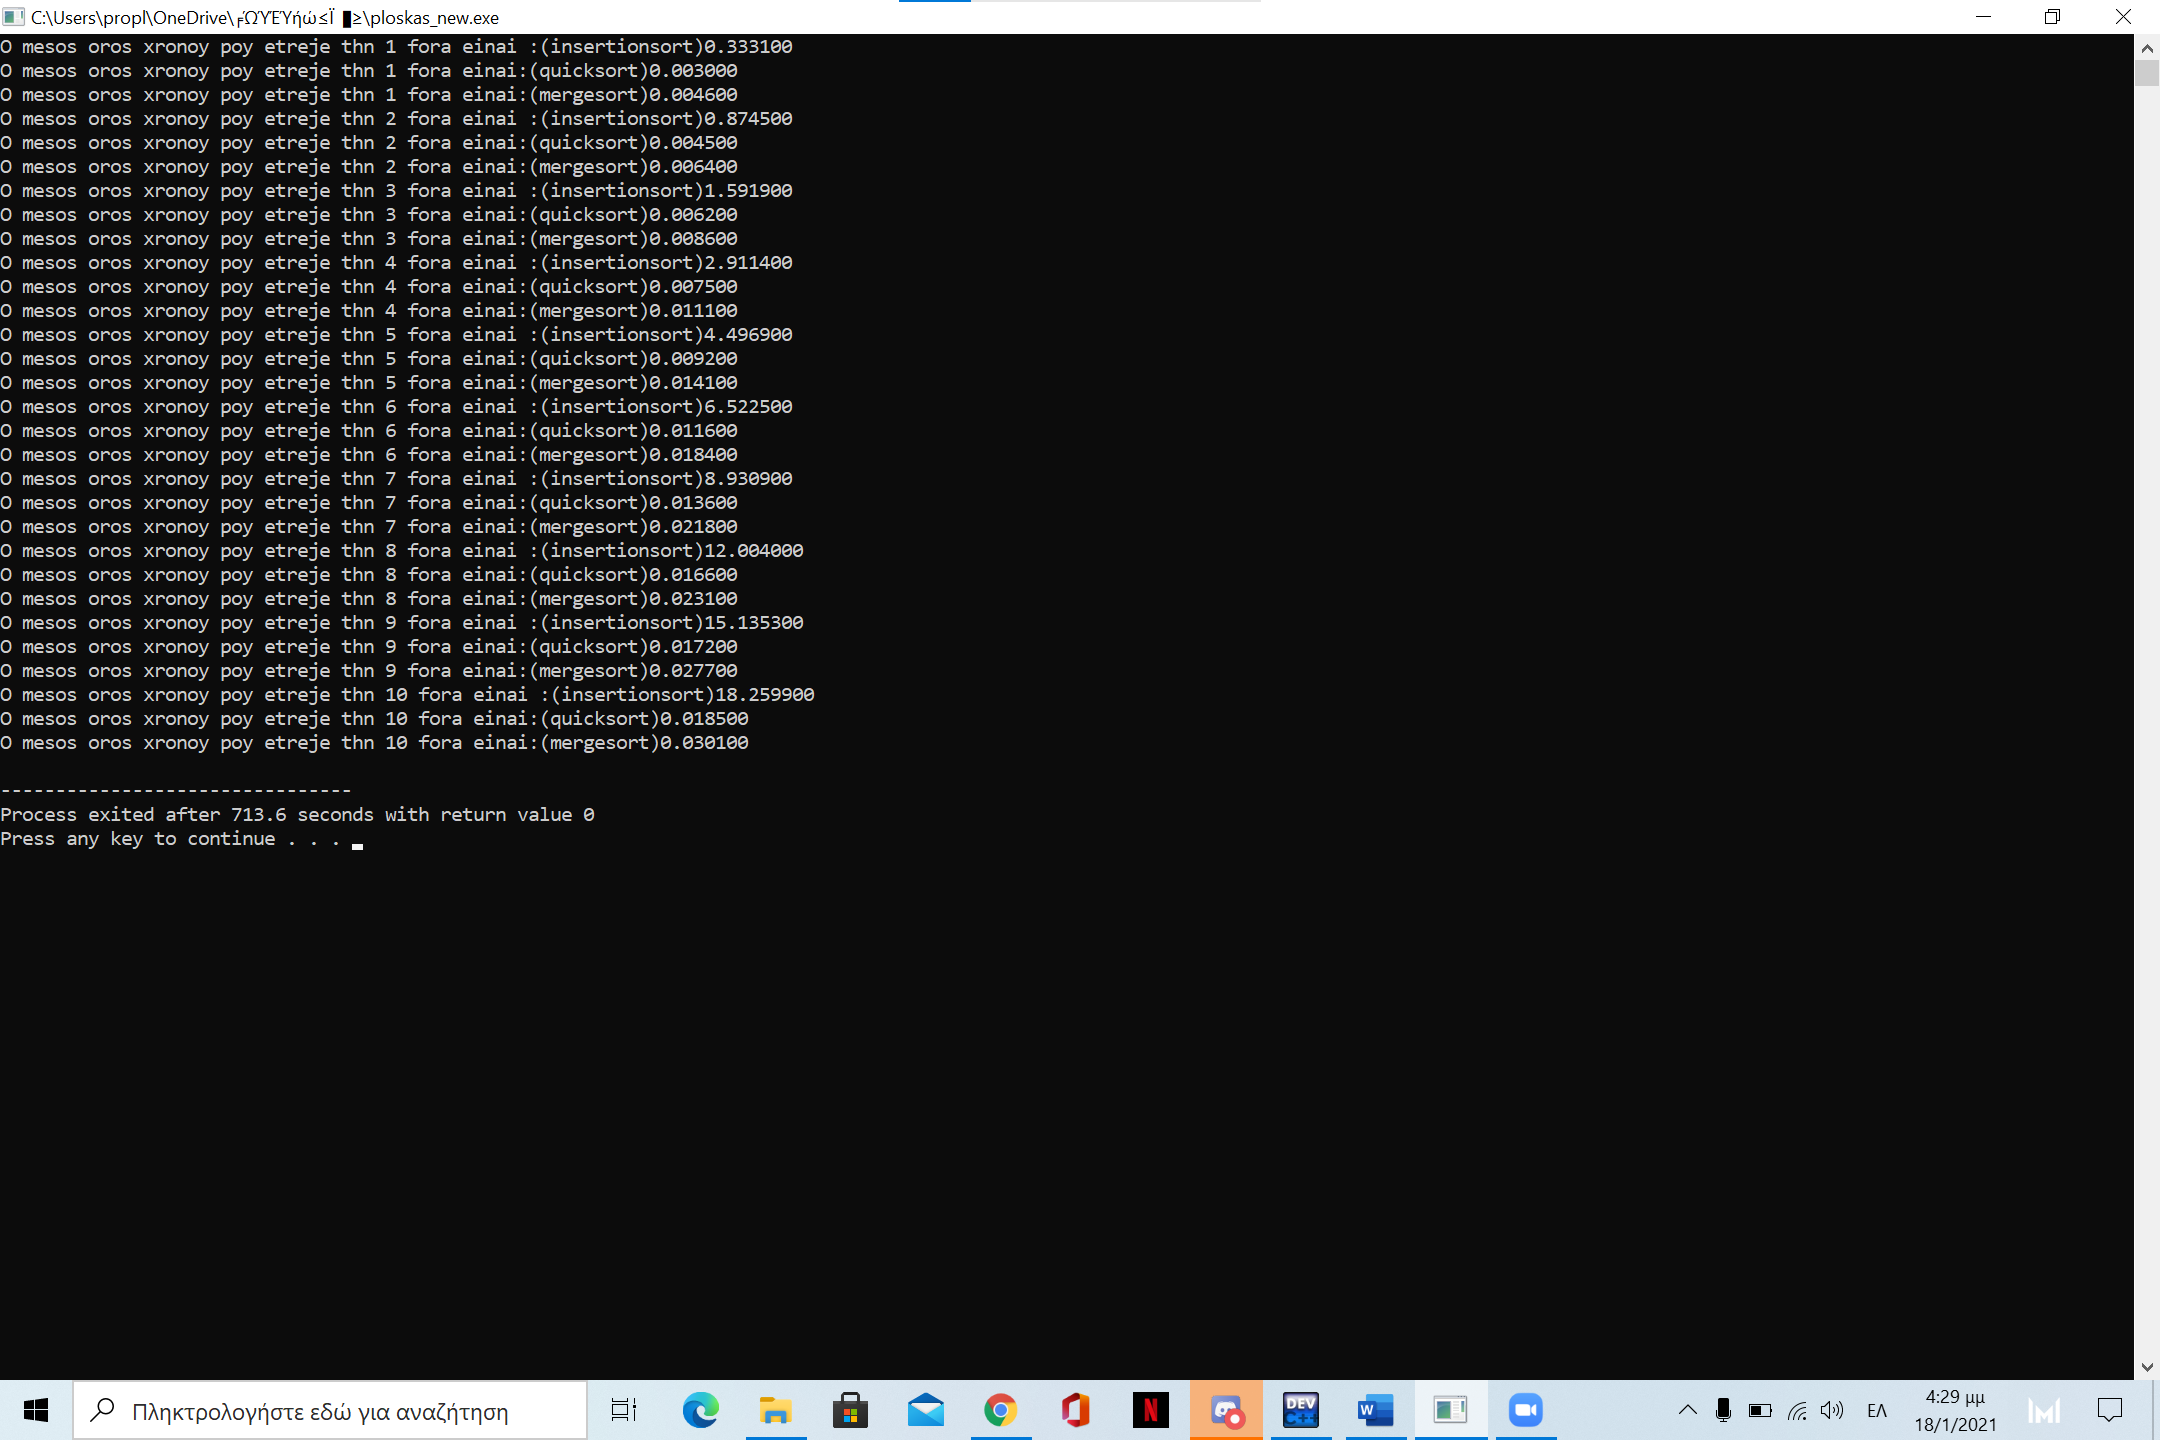 C:\Users\propl\OneDrive\╒ΏΎΈΎήώ≤Ϊ █≥\ploskas_new.exe
O mesos oros xronoy poy etreje thn 1 fora einai :(insertionsort)0.333100
O mesos oros xronoy poy etreje thn 1 fora einai:(quicksort)0.003000
O mesos oros xronoy poy etreje thn 1 fora einai:(mergesort)0.004600
O mesos oros xronoy poy etreje thn 2 fora einai :(insertionsort)0.874500
O mesos oros xronoy poy etreje thn 2 fora einai:(quicksort)0.004500
O mesos oros xronoy poy etreje thn 2 fora einai:(mergesort)0.006400
O mesos oros xronoy poy etreje thn 3 fora einai :(insertionsort)1.591900
O mesos oros xronoy poy etreje thn 3 fora einai:(quicksort)0.006200
O mesos oros xronoy poy etreje thn 3 fora einai:(mergesort)0.008600
O mesos oros xronoy poy etreje thn 4 fora einai :(insertionsort)2.911400
O mesos oros xronoy poy etreje thn 4 fora einai:(quicksort)0.007500
O mesos oros xronoy poy etreje thn 4 fora einai:(mergesort)0.011100
O mesos oros xronoy poy etreje thn 5 fora einai :(insertionsort)4.496900
O mesos oros xronoy poy etreje thn 5 fora einai:(quicksort)0.009200
O mesos oros xronoy poy etreje thn 5 fora einai:(mergesort)0.014100
O mesos oros xronoy poy etreje thn 6 fora einai :(insertionsort)6.522500
O mesos oros xronoy poy etreje thn 6 fora einai:(quicksort)0.011600
O mesos oros xronoy poy etreje thn 6 fora einai:(mergesort)0.018400
O mesos oros xronoy poy etreje thn 7 fora einai :(insertionsort)8.930900
O mesos oros xronoy poy etreje thn 7 fora einai:(quicksort)0.013600
O mesos oros xronoy poy etreje thn 7 fora einai:(mergesort)0.021800
O mesos oros xronoy poy etreje thn 8 fora einai :(insertionsort)12.004000
O mesos oros xronoy poy etreje thn 8 fora einai:(quicksort)0.016600
O mesos oros xronoy poy etreje thn 8 fora einai:(mergesort)0.023100
O mesos oros xronoy poy etreje thn 9 fora einai :(insertionsort)15.135300
O mesos oros xronoy poy etreje thn 9 fora einai:(quicksort)0.017200
O mesos oros xronoy poy etreje thn 9 fora einai:(mergesort)0.027700
O mesos oros xronoy poy etreje thn 10 fora einai :(insertionsort)18.259900
O mesos oros xronoy poy etreje thn 10 fora einai:(quicksort)0.018500
O mesos oros xronoy poy etreje thn 10 fora einai:(mergesort)0.030100
--------------------------------
Process exited after 713.6 seconds with return value 0
Press any key to continue . . .
Πληκτρολογήστε εδώ για αναζήτηση
N
DEV
C++
W
ΕΛ
4:29 μμ
18/1/2021